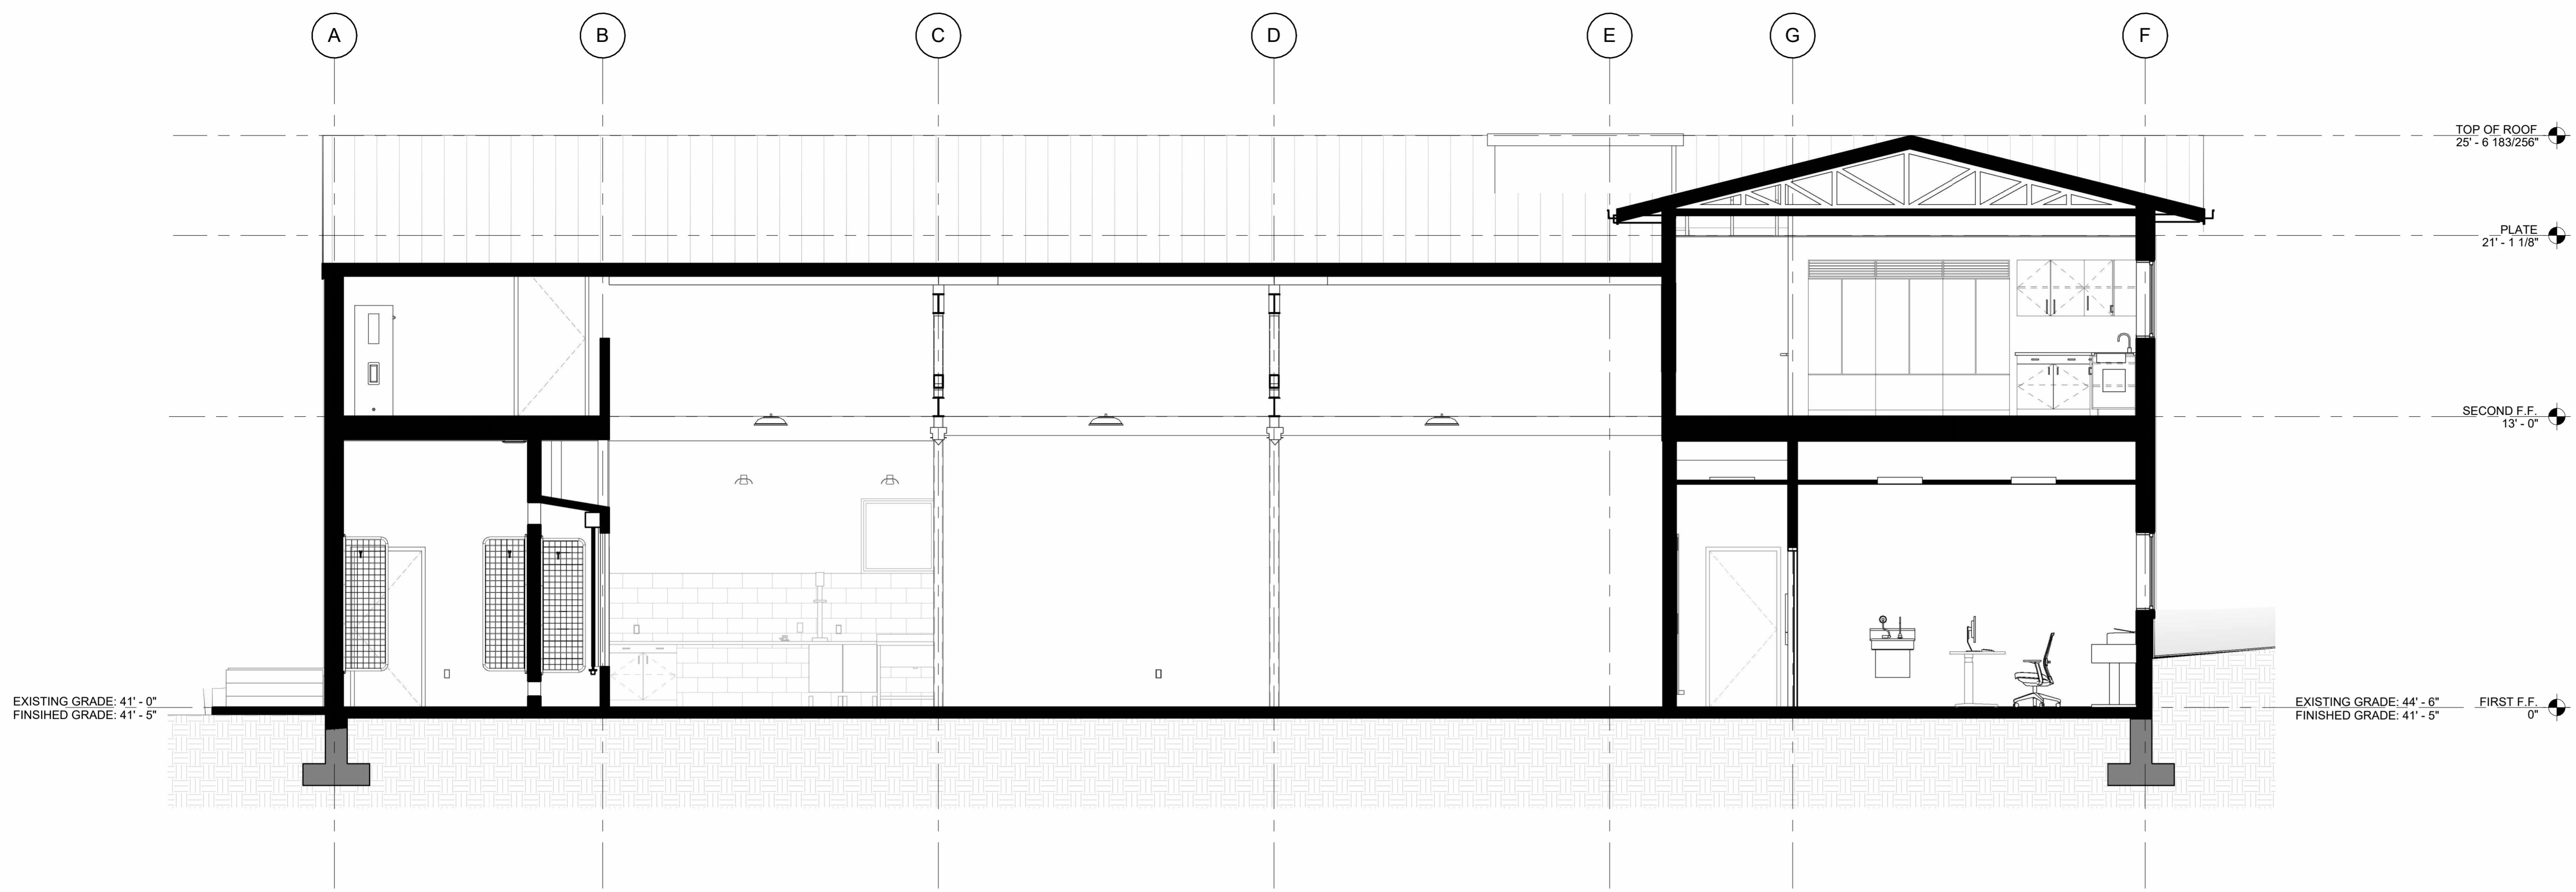 A
B
C
D
E
G
F
TOP OF ROOF
25' - 6 183/256"
PLATE
21' - 1 1/8"
SECOND F.F.
13' - 0"
EXISTING GRADE: 41' - 0"
FINSIHED GRADE: 41' - 5"
EXISTING GRADE: 44' - 6"
FINISHED GRADE: 41' - 5"
FIRST F.F.
0"